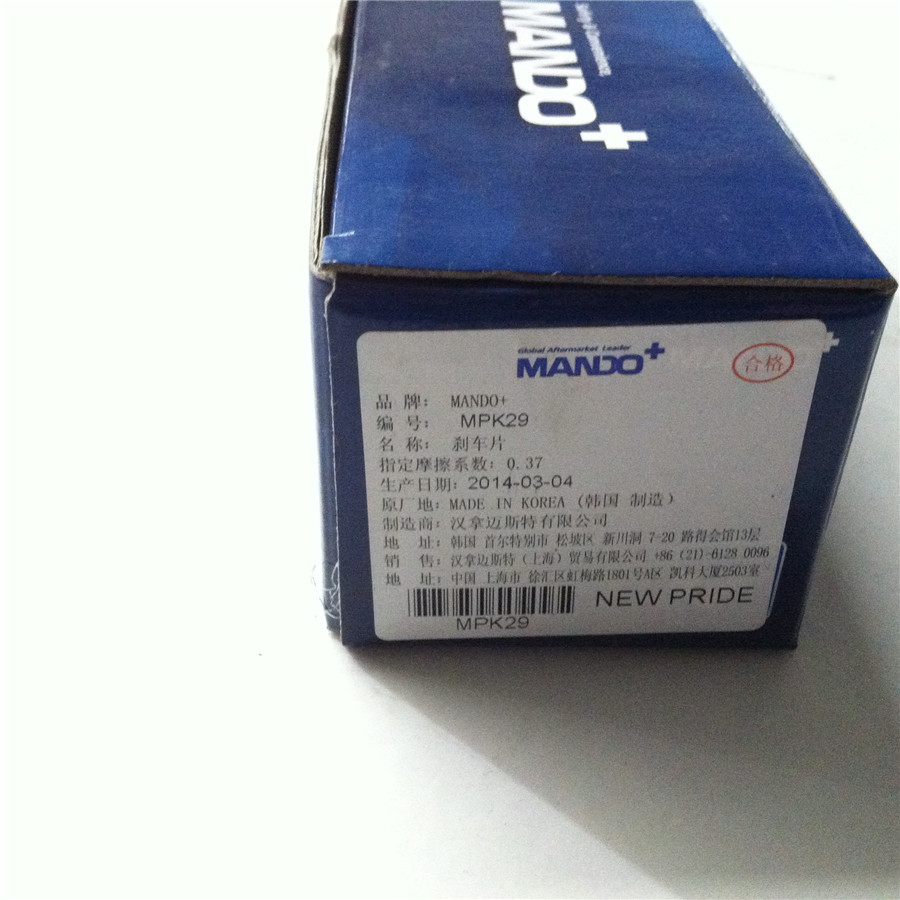 MANDO+
Global Aftermarket Leader
MANDO+
合格
品 牌: MANDO+
编 号: MPK29
名 称: 刹车片
指定摩擦系数: 0.37
生产日期: 2014-03-04
原厂地: MADE IN KOREA (韩国 制造)
制造商: 汉拿迈斯特有限公司
地 址: 韩国 首尔特别市 松坡区 新川洞 7-20 路得会馆13层
销 售: 汉拿迈斯特（上海）贸易有限公司 +86 (21)-6128 0096
地 址: 中国 上海市 徐汇区虹梅路1801号A区 凯科大厦2503室
MPK29
NEW PRIDE